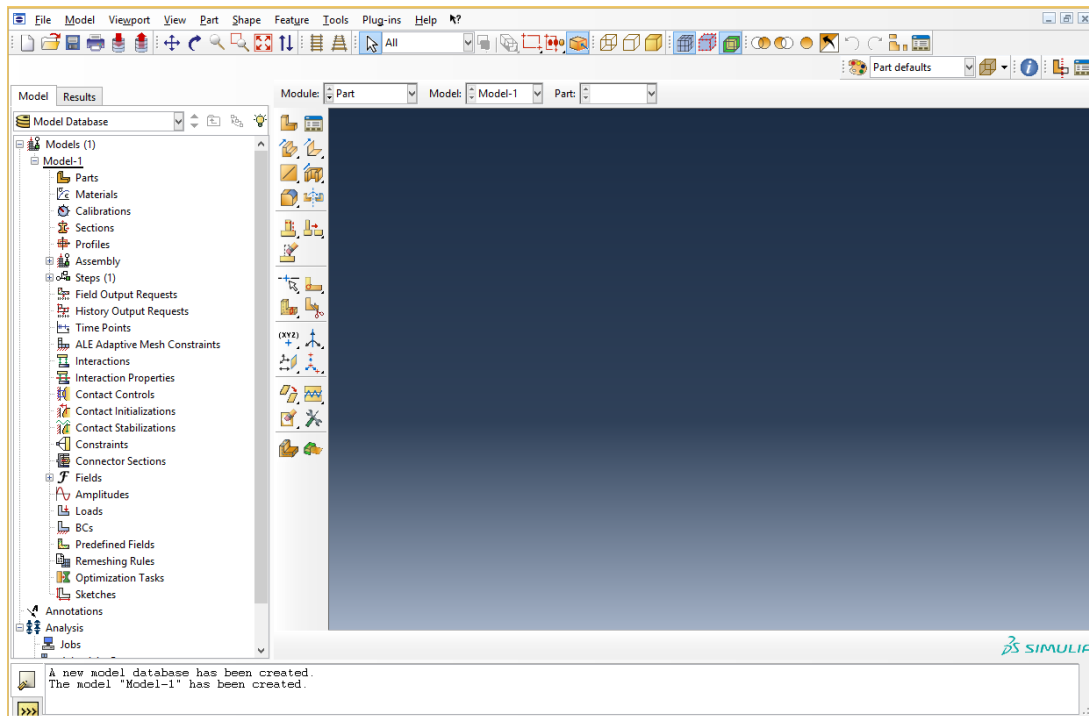 File Model Viewport View Part Shape Feature Tools Plug-ins Help
All
Part defaults
Model Results
Module: Part Model: Model-1 Part:
Model Database
Models (1)
Model-1
Parts
Materials
Calibrations
Sections
Profiles
Assembly
Steps (1)
Field Output Requests
History Output Requests
Time Points
ALE Adaptive Mesh Constraints
Interactions
Interaction Properties
Contact Controls
Contact Initializations
Contact Stabilizations
Constraints
Connector Sections
Fields
Amplitudes
Loads
BCs
Predefined Fields
Remeshing Rules
Optimization Tasks
Sketches
Annotations
Analysis
Jobs
(XYZ)
SIMULIA
A new model database has been created.
The model "Model-1" has been created.
>>>